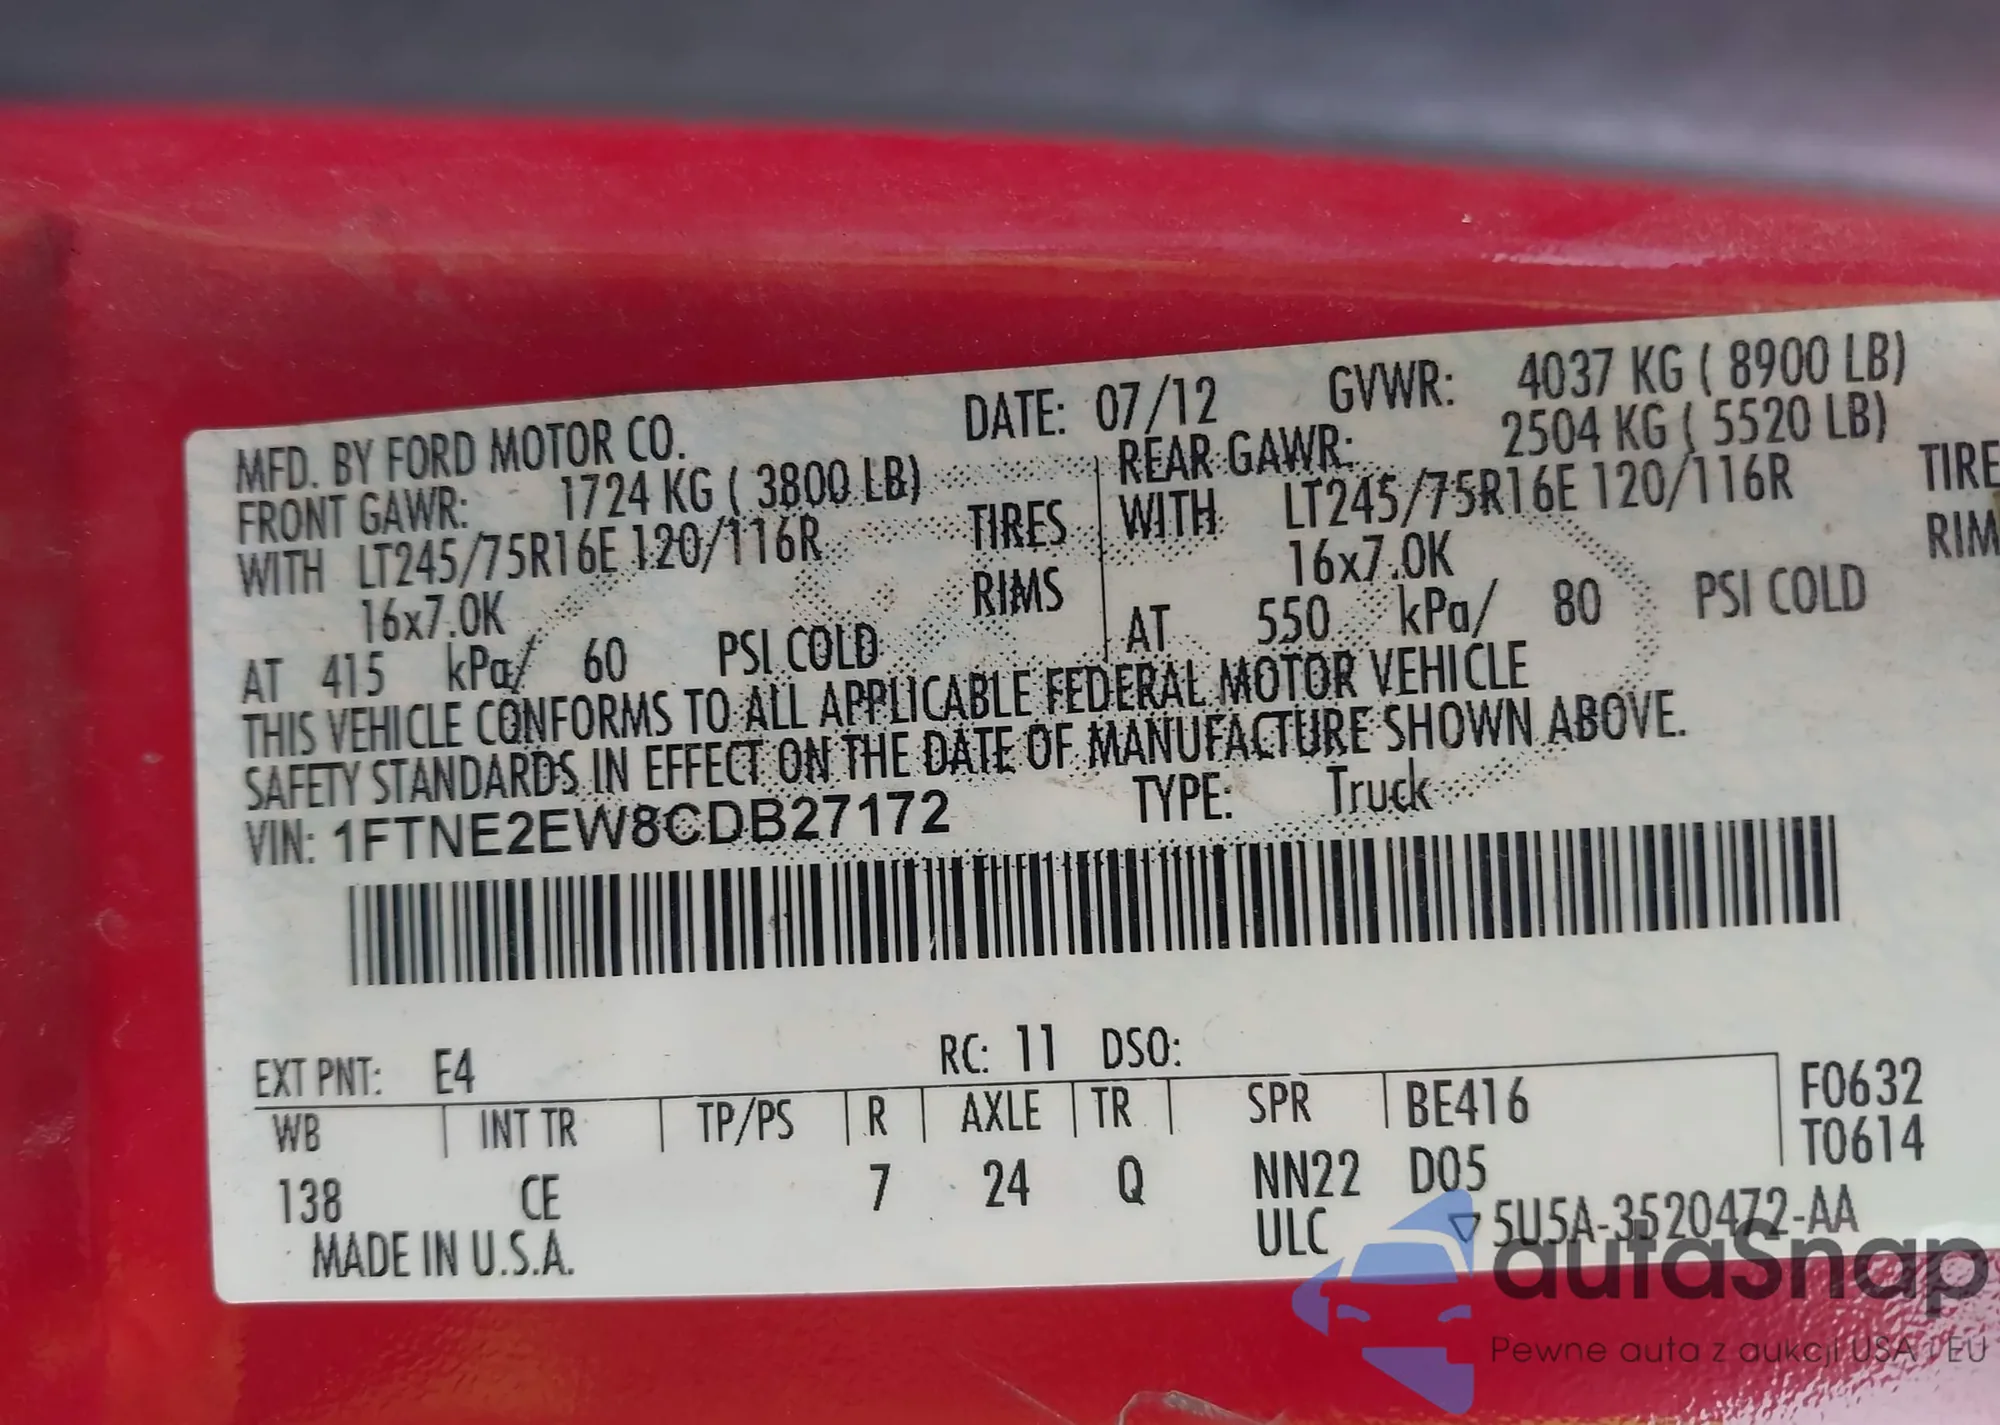 MFD. BY FORD MOTOR CO. DATE: 07/12 GVWR: 4037 KG ( 8900 LB)
FRONT GAWR: 1724 KG ( 3800 LB) REAR GAWR: 2504 KG ( 5520 LB)
WITH LT245/75R16E 120/116R TIRES WITH LT245/75R16E 120/116R TIRE
16x7.0K RIMS 16x7.0K RIM
AT 415 kPa/ 60 PSI COLD AT 550 kPa/ 80 PSI COLD
THIS VEHICLE CONFORMS TO ALL APPLICABLE FEDERAL MOTOR VEHICLE
SAFETY STANDARDS IN EFFECT ON THE DATE OF MANUFACTURE SHOWN ABOVE.
VIN: 1FTNE2EW8CDB27172 TYPE: Truck
EXT PNT: E4 RC: 11 DSO:
WB INT TR TP/PS R AXLE TR SPR BE416 F0632
138 CE 7 24 Q NN22 D05 T0614
MADE IN U.S.A. ULC ▽ 5U5A-3520472-AA
autaSnap
Pewne auta z aukcji USA i EU